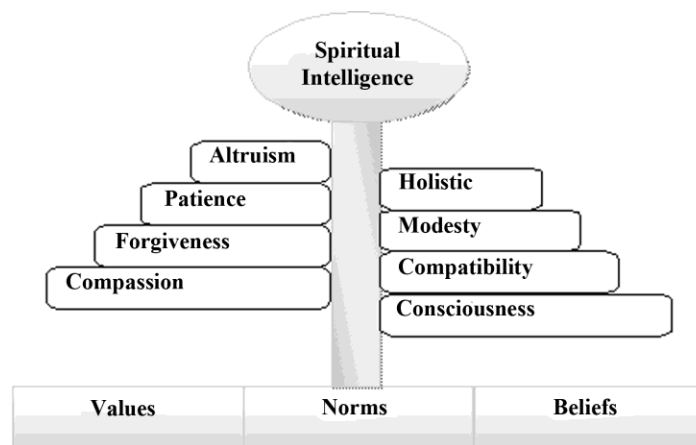 Spiritual
Intelligence
Altruism
Patience
Forgiveness
Compassion
Holistic
Modesty
Compatibility
Consciousness
Values
Norms
Beliefs